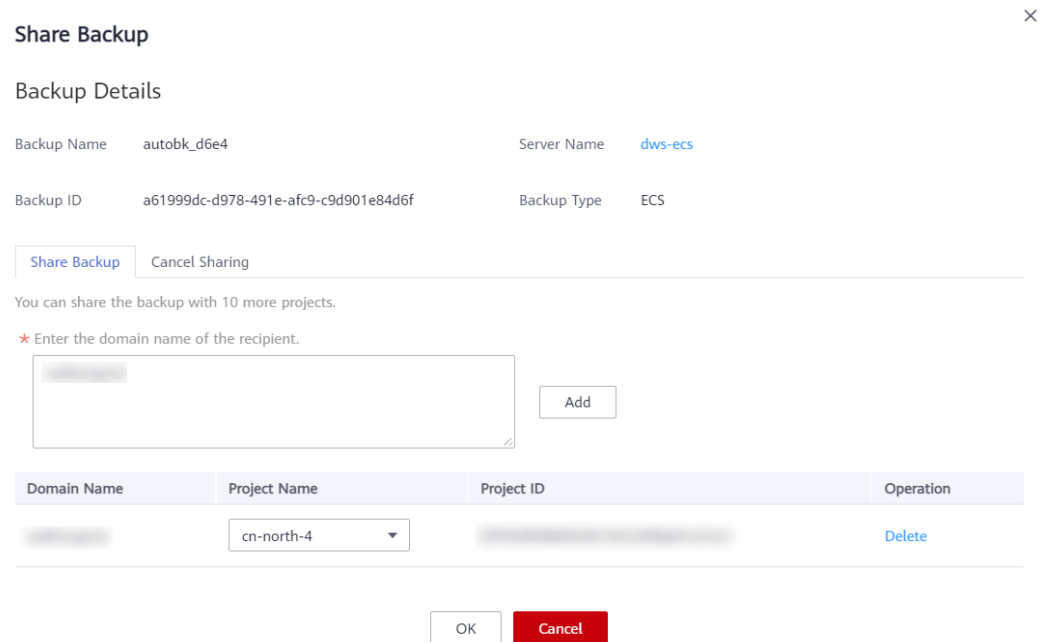 Share Backup
Backup Details
Backup Name autobk_d6e4 Server Name dws-ecs
Backup ID a61999dc-d978-491e-afc9-c9d901e84d6f Backup Type ECS
Share Backup Cancel Sharing
You can share the backup with 10 more projects.
* Enter the domain name of the recipient.
Add
Domain Name Project Name Project ID Operation
cn-north-4 Delete
OK Cancel